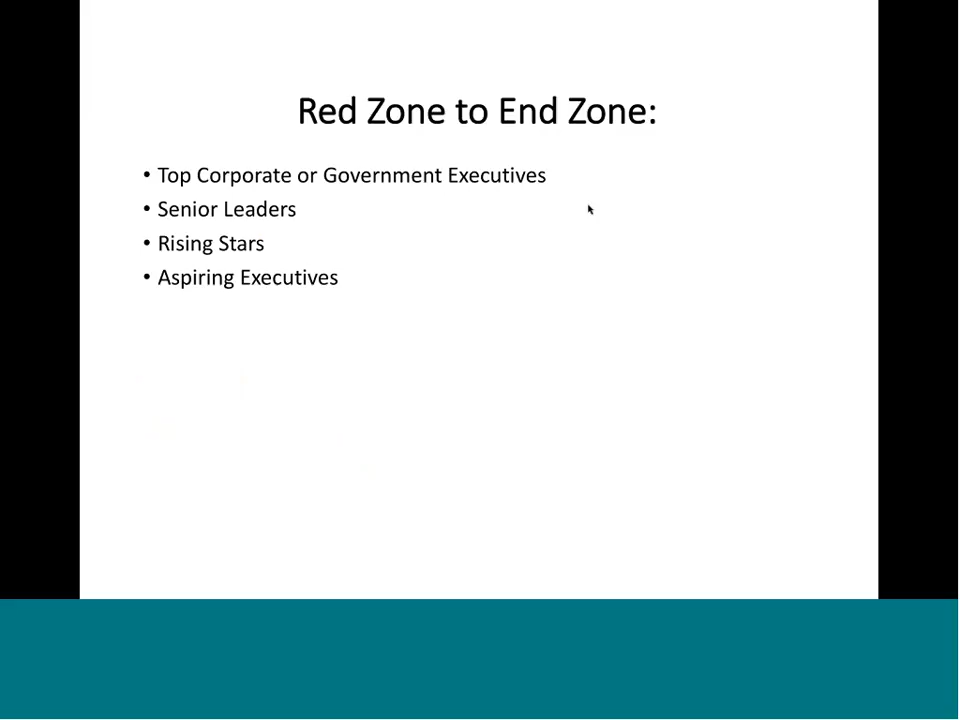 Red Zone to End Zone:
• Top Corporate or Government Executives
• Senior Leaders
• Rising Stars
• Aspiring Executives